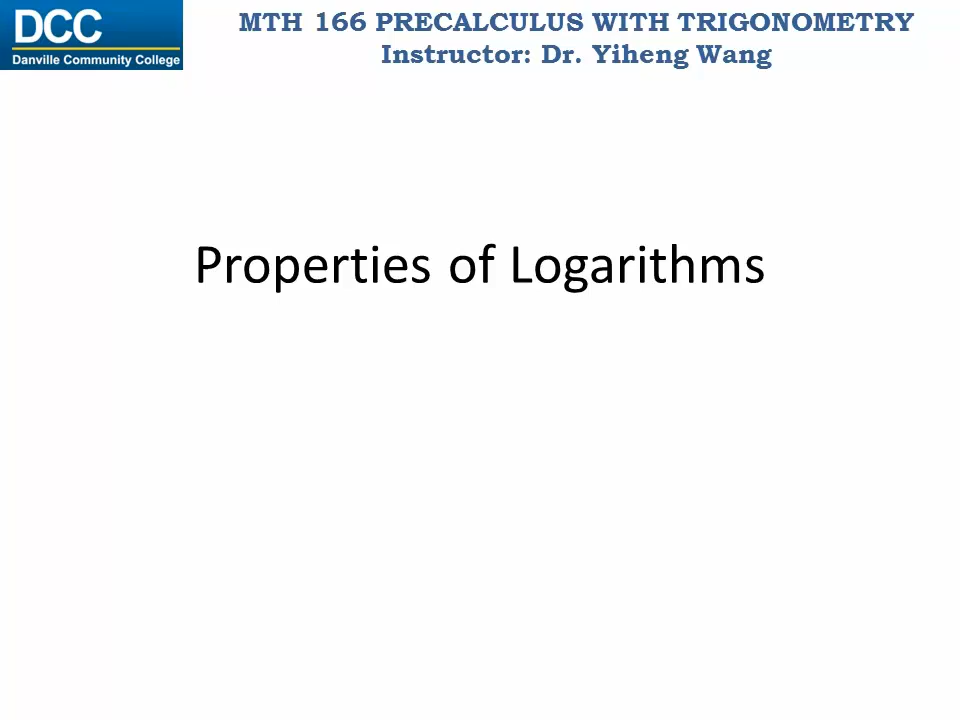 DCC
Danville Community College
MTH 166 PRECALCULUS WITH TRIGONOMETRY
Instructor: Dr. Yiheng Wang
Properties of Logarithms